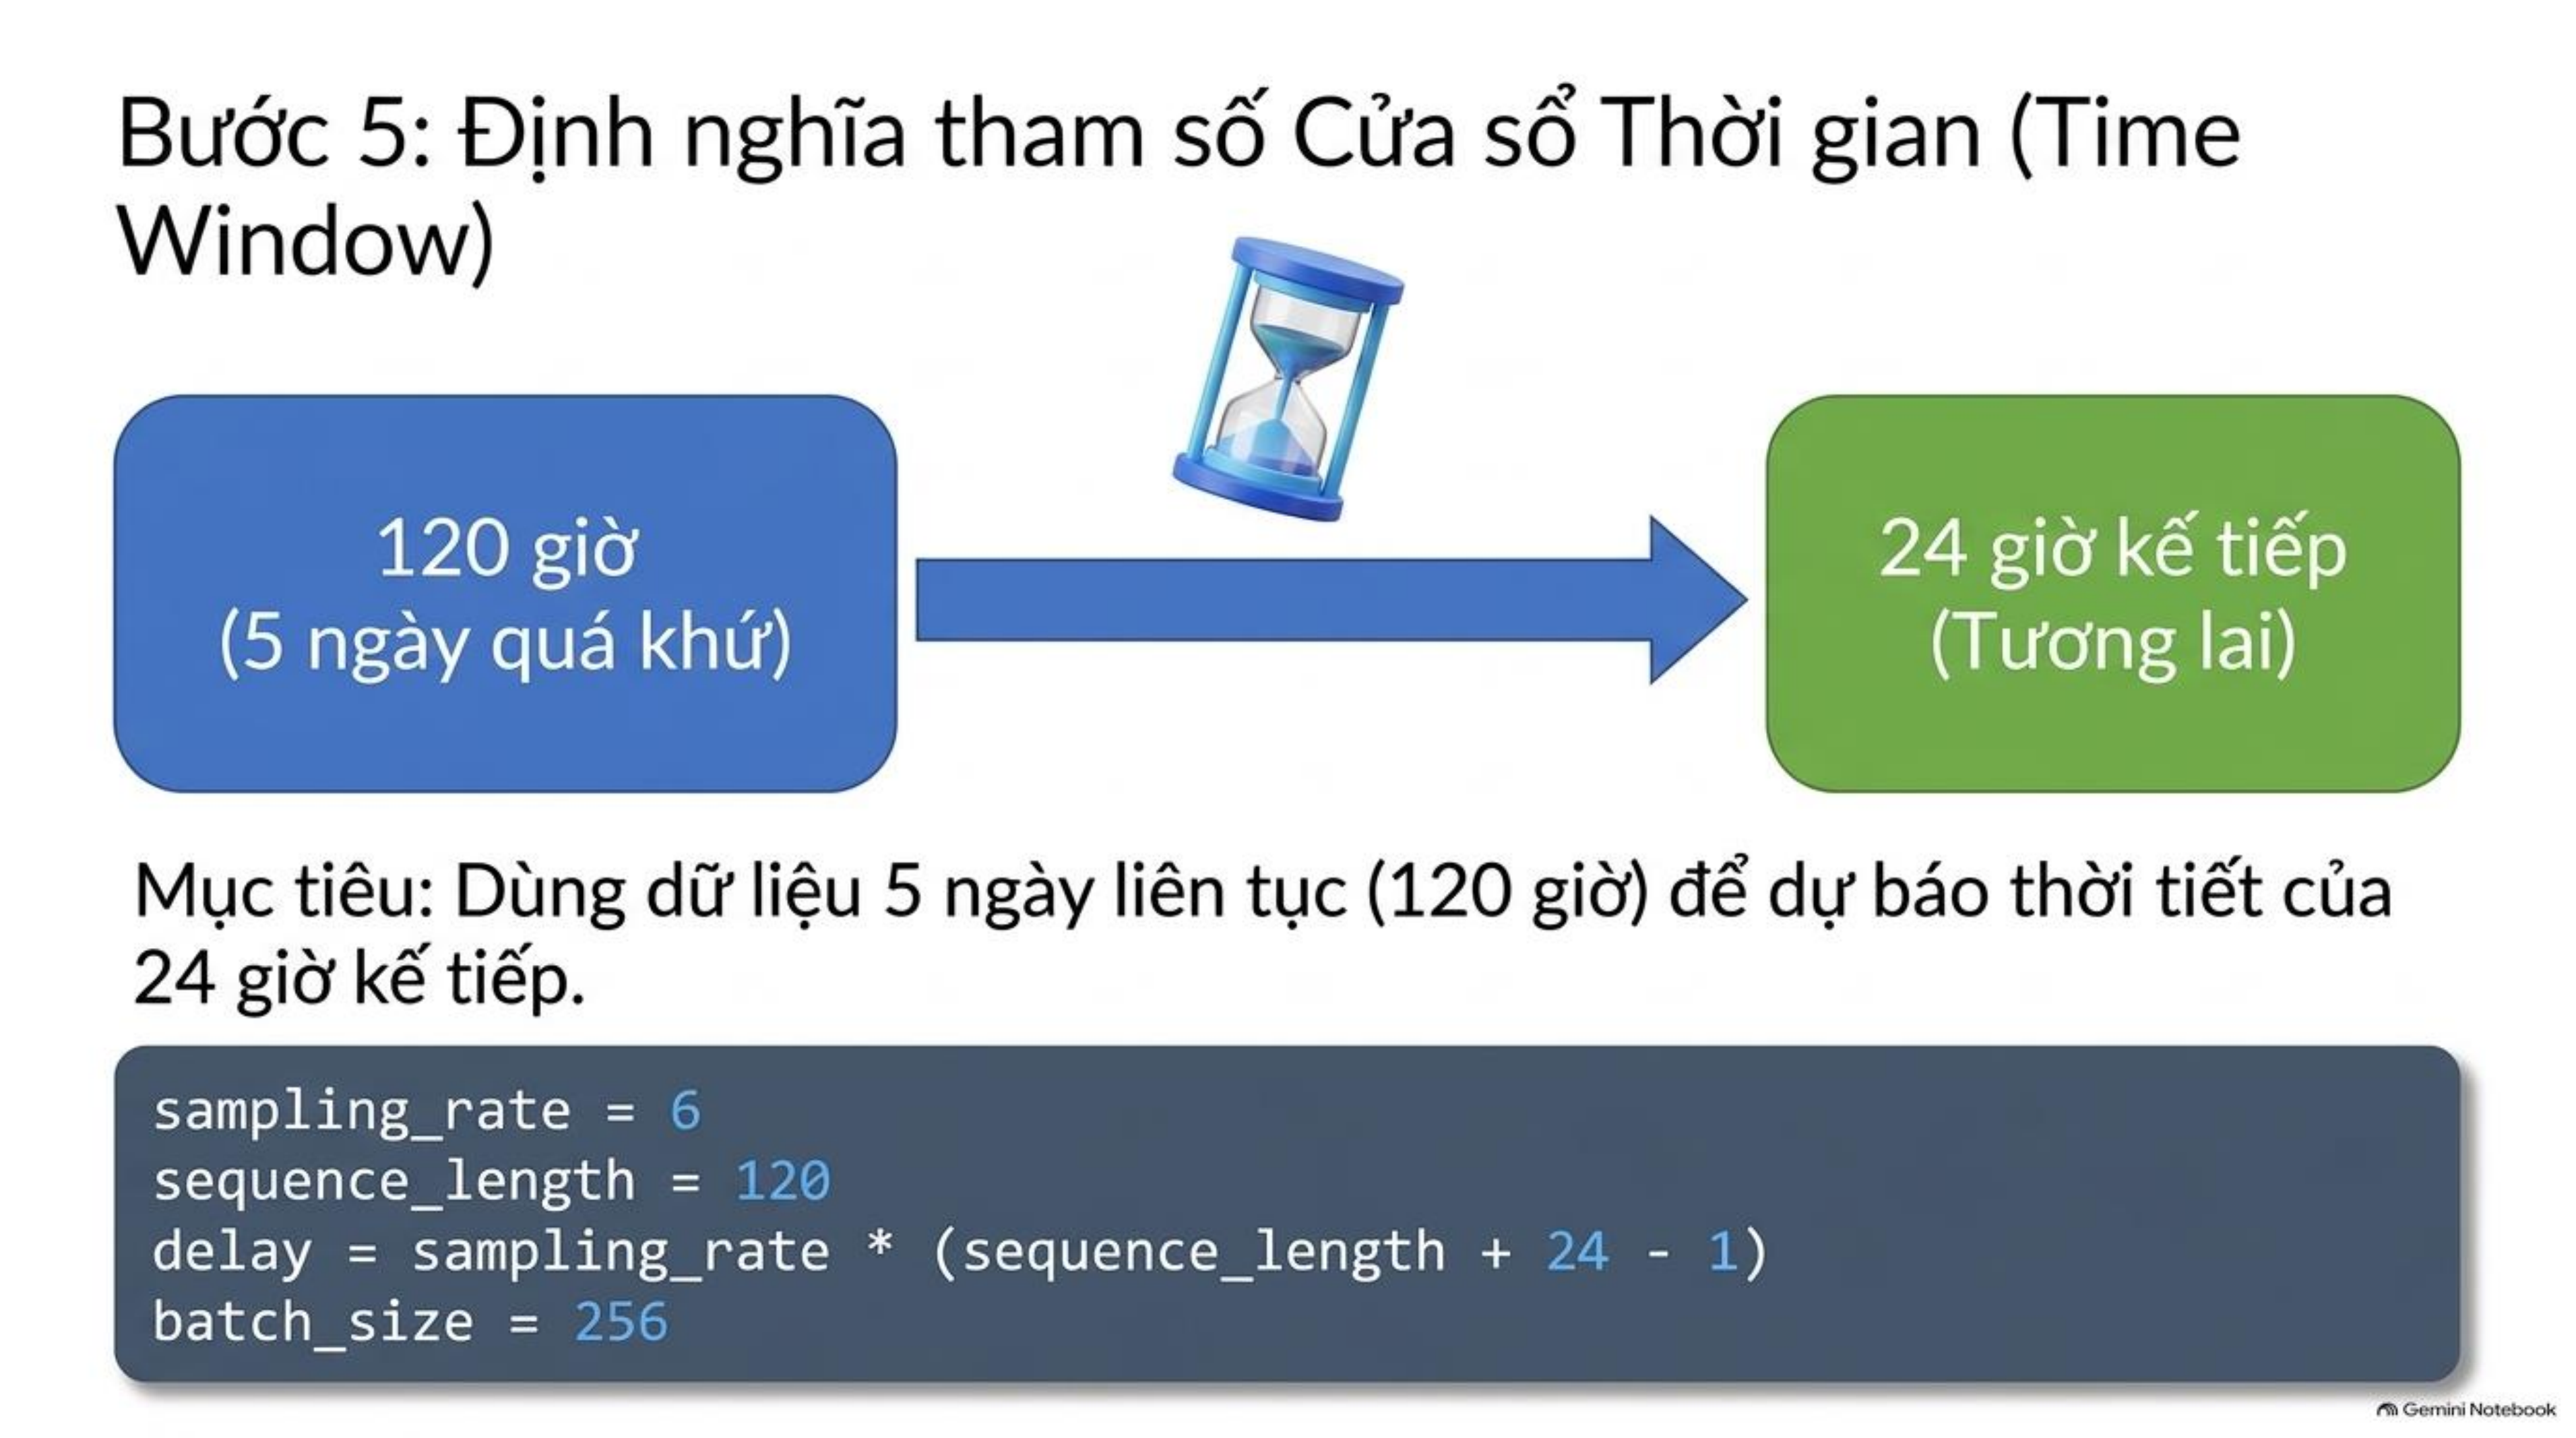 Bước 5: Định nghĩa tham số Cửa sổ Thời gian (Time
Window)
120 giờ
(5 ngày quá khứ)
24 giờ kế tiếp
(Tương lai)
Mục tiêu: Dùng dữ liệu 5 ngày liên tục (120 giờ) để dự báo thời tiết của
24 giờ kế tiếp.
sampling_rate = 6
sequence_length = 120
delay = sampling_rate * (sequence_length + 24 - 1)
batch_size = 256
Gemini Notebook